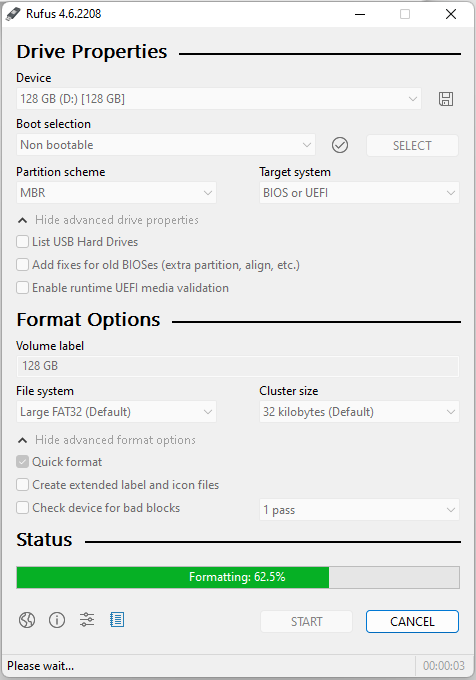 Rufus 4.6.2208
Drive Properties
Device
128 GB (D:) [128 GB]
Boot selection
Non bootable
SELECT
Partition scheme
Target system
MBR
BIOS or UEFI
Hide advanced drive properties
List USB Hard Drives
Add fixes for old BIOSes (extra partition, align, etc.)
Enable runtime UEFI media validation
Format Options
Volume label
128 GB
File system
Cluster size
Large FAT32 (Default)
32 kilobytes (Default)
Hide advanced format options
Quick format
Create extended label and icon files
Check device for bad blocks
1 pass
Status
Formatting: 62.5%
START
CANCEL
Please wait...
00:00:03